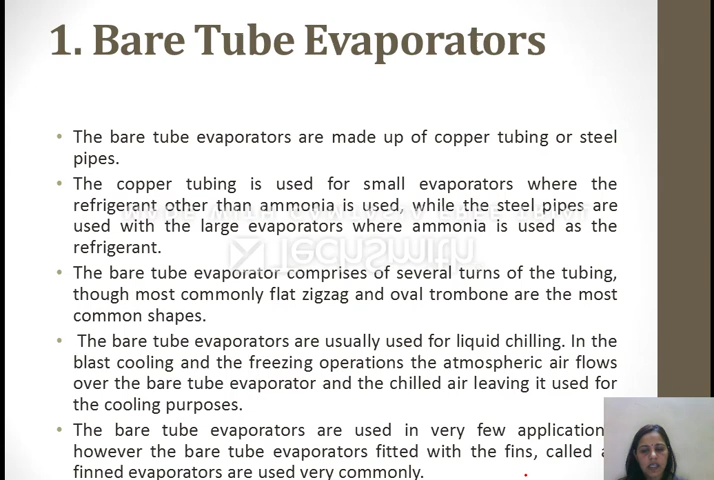 1. Bare Tube Evaporators
• The bare tube evaporators are made up of copper tubing or steel
pipes.
• The copper tubing is used for small evaporators where the
refrigerant other than ammonia is used, while the steel pipes are
used with the large evaporators where ammonia is used as the
refrigerant.
• The bare tube evaporator comprises of several turns of the tubing,
though most commonly flat zigzag and oval trombone are the most
common shapes.
• The bare tube evaporators are usually used for liquid chilling. In the
blast cooling and the freezing operations the atmospheric air flows
over the bare tube evaporator and the chilled air leaving it used for
the cooling purposes.
• The bare tube evaporators are used in very few application
however the bare tube evaporators fitted with the fins, called
finned evaporators are used very commonly.